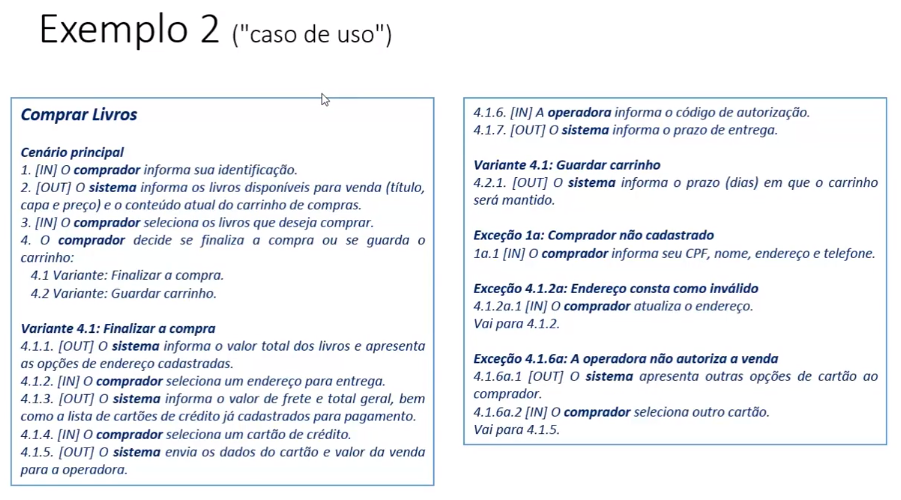 Exemplo 2 ("caso de uso")
Comprar Livros
Cenário principal
1. [IN] O comprador informa sua identificação.
2. [OUT] O sistema informa os livros disponíveis para venda (título,
capa e preço) e o conteúdo atual do carrinho de compras.
3. [IN] O comprador seleciona os livros que deseja comprar.
4. O comprador decide se finaliza a compra ou se guarda o
carrinho:
4.1 Variante: Finalizar a compra.
4.2 Variante: Guardar carrinho.
Variante 4.1: Finalizar a compra
4.1.1. [OUT] O sistema informa o valor total dos livros e apresenta
as opções de endereço cadastradas.
4.1.2. [IN] O comprador seleciona um endereço para entrega.
4.1.3. [OUT] O sistema informa o valor de frete e total geral, bem
como a lista de cartões de crédito já cadastrados para pagamento.
4.1.4. [IN] O comprador seleciona um cartão de crédito.
4.1.5. [OUT] O sistema envia os dados do cartão e valor da venda
para a operadora.
4.1.6. [IN] A operadora informa o código de autorização.
4.1.7. [OUT] O sistema informa o prazo de entrega.
Variante 4.1: Guardar carrinho
4.2.1. [OUT] O sistema informa o prazo (dias) em que o carrinho
será mantido.
Exceção 1a: Comprador não cadastrado
1a.1 [IN] O comprador informa seu CPF, nome, endereço e telefone.
Exceção 4.1.2a: Endereço consta como inválido
4.1.2a.1 [IN] O comprador atualiza o endereço.
Vai para 4.1.2.
Exceção 4.1.6a: A operadora não autoriza a venda
4.1.6a.1 [OUT] O sistema apresenta outras opções de cartão ao
comprador.
4.1.6a.2 [IN] O comprador seleciona outro cartão.
Vai para 4.1.5.